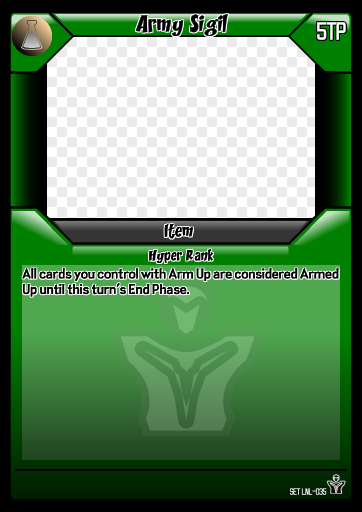 Army Sigil
5TP
Item
Hyper Rank
All cards you control with Arm Up are considered Armed
Up until this turn's End Phase.
SET LNL-035